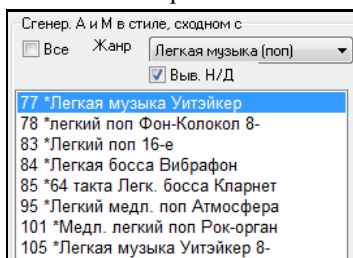 Сгенер. А и М в стиле, сходном с
Все Жанр Легкая музыка (поп)
Выв. Н/Д
77 *Легкая музыка Уитэйкер
78 *легкий поп Фон-Колокол 8-
83 *Легкий поп 16-е
84 *Легкая босса Вибрафон
85 *64 такта Легк. босса Кларнет
95 *Легкий медл. поп Атмосфера
101 *Медл. легкий поп Рок-орган
105 *Легкая музыка Уитэйкер 8-